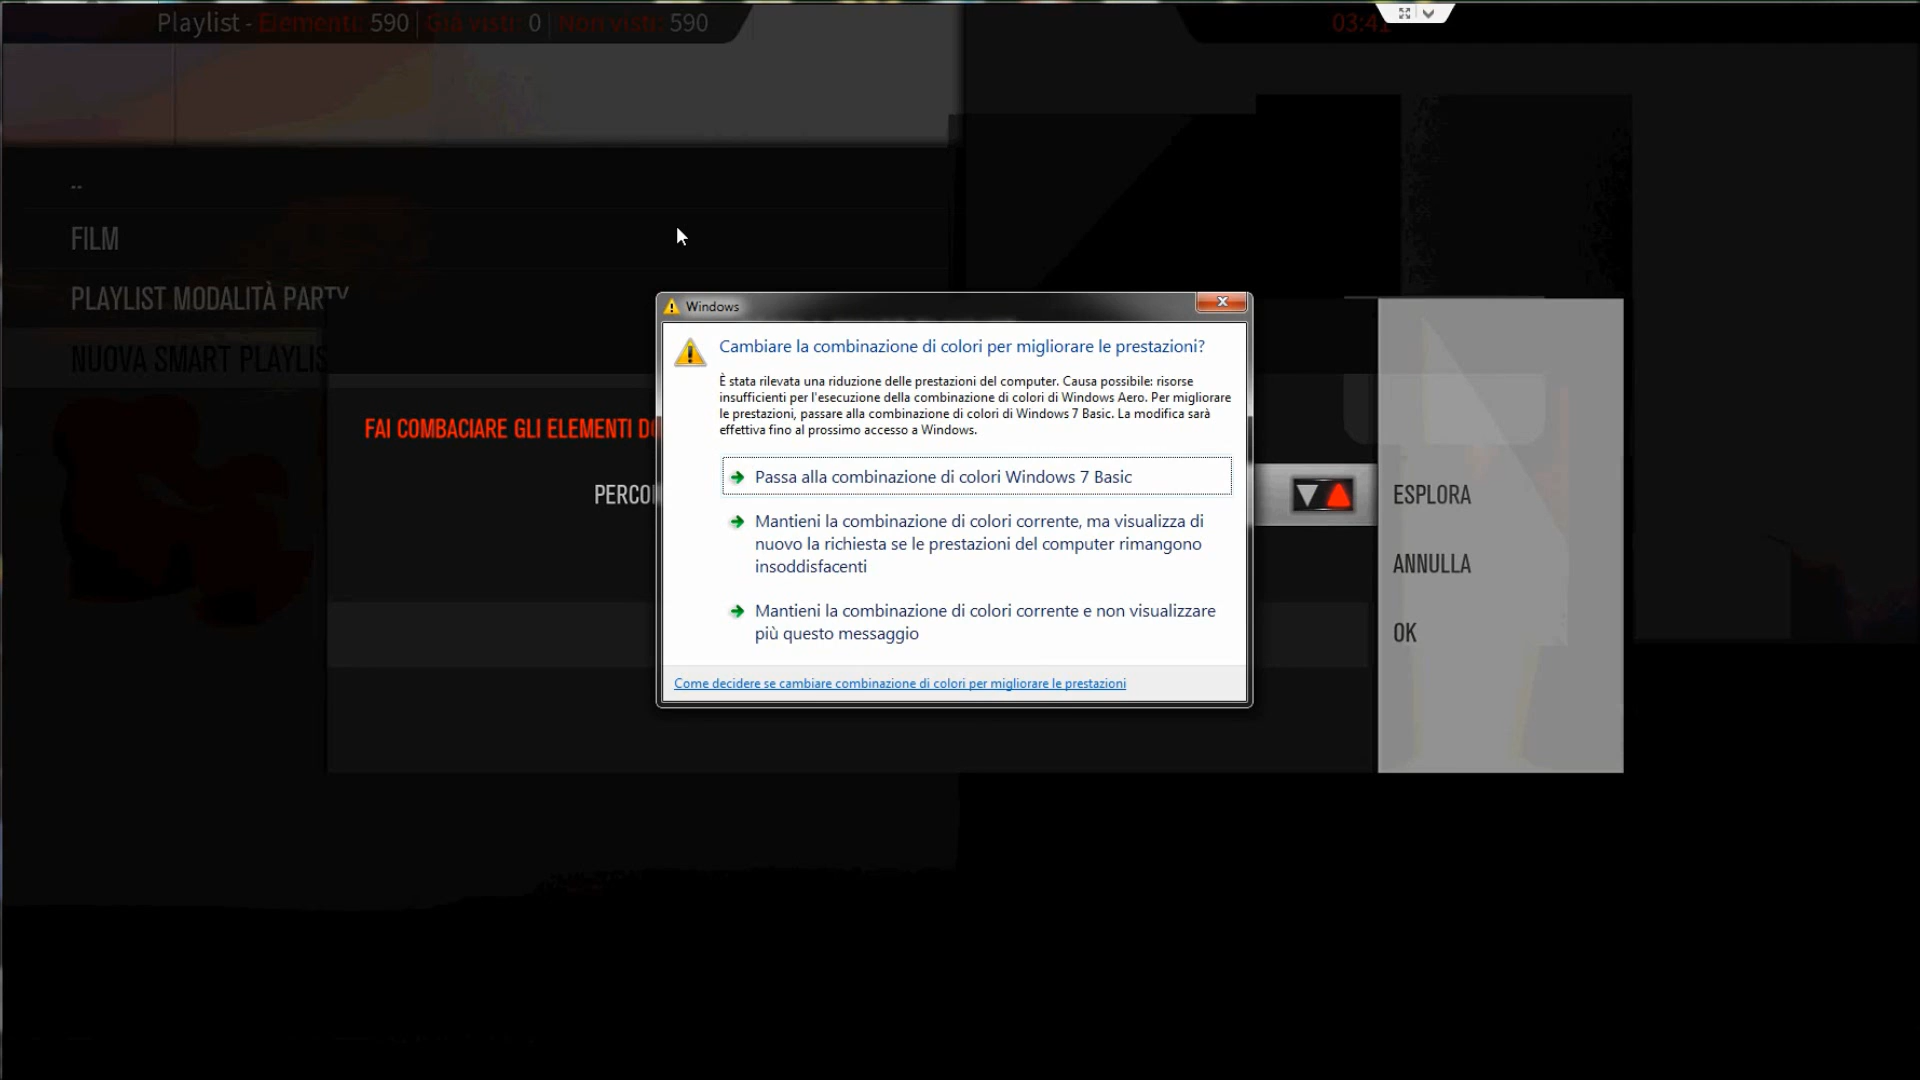 Playlist - Elementi: 590 | Già visti: 0 | Non visti: 590
03:41
..
FILM
PLAYLIST MODALITÀ PARTY
NUOVA SMART PLAYLIS
FAI COMBACIARE GLI ELEMENTI
Windows
Cambiare la combinazione di colori per migliorare le prestazioni?
È stata rilevata una riduzione delle prestazioni del computer. Causa possibile: risorse
insufficienti per l'esecuzione della combinazione di colori di Windows Aero. Per migliorare
le prestazioni, passare alla combinazione di colori di Windows 7 Basic. La modifica sarà
effettiva fino al prossimo accesso a Windows.
Passa alla combinazione di colori Windows 7 Basic
Mantieni la combinazione di colori corrente, ma visualizza di
nuovo la richiesta se le prestazioni del computer rimangono
insoddisfacenti
Mantieni la combinazione di colori corrente e non visualizzare
più questo messaggio
Come decidere se cambiare combinazione di colori per migliorare le prestazioni
PERCO
ESPLORA
ANNULLA
OK